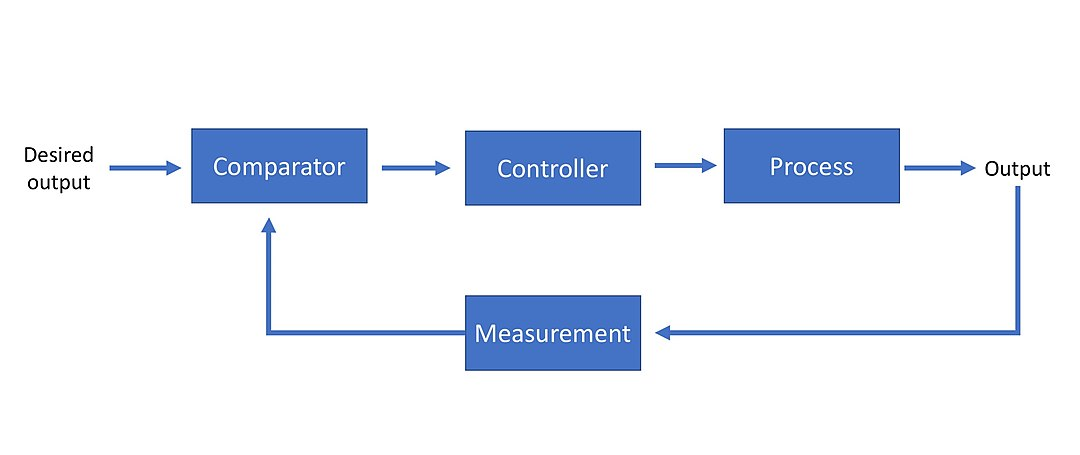 Desired
output
Comparator
Controller
Process
Output
Measurement